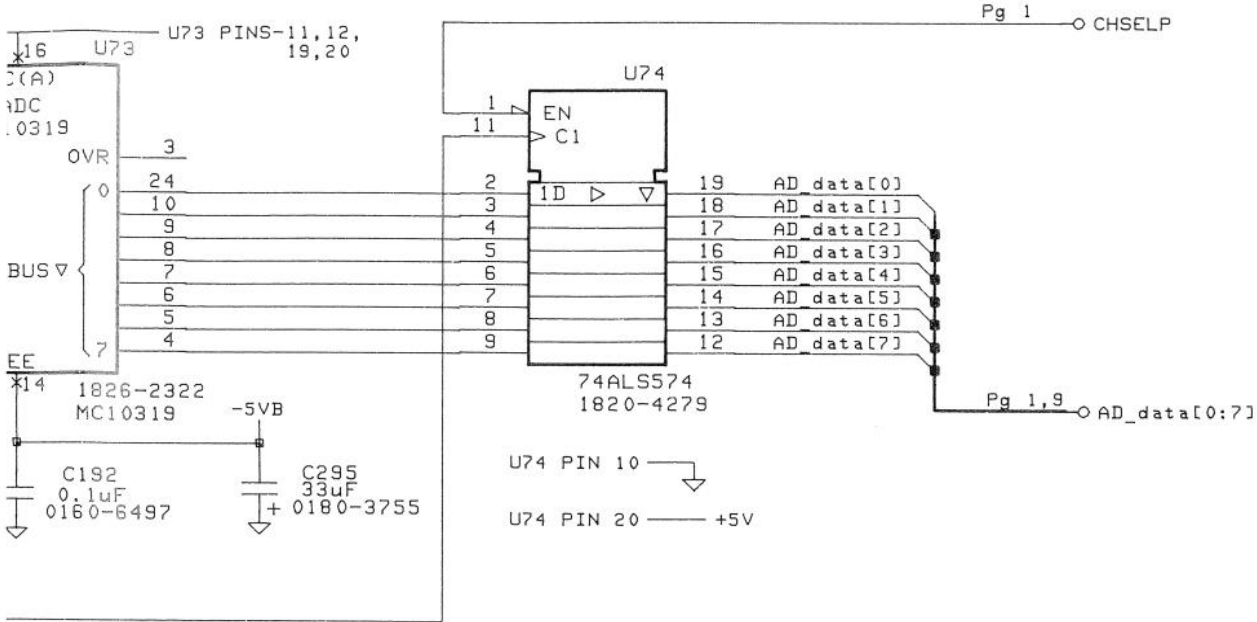 Pg 1
CHSELP
U73 PINS-11,12,
19,20
16
U73
C(A)
ADC
10319
OVR
3
0
24
10
9
8
BUS
7
6
5
7
4
EE
14
1826-2322
MC10319
-5VB
C192
0.1uF
0160-6497
C295
33uF
+ 0180-3755
U74
1
EN
11
C1
2
1D
19
AD_data[0]
3
18
AD_data[1]
4
17
AD_data[2]
5
16
AD_data[3]
6
15
AD_data[4]
7
14
AD_data[5]
8
13
AD_data[6]
9
12
AD_data[7]
74ALS574
1820-4279
Pg 1,9
AD_data[0:7]
U74 PIN 10
U74 PIN 20
+5V